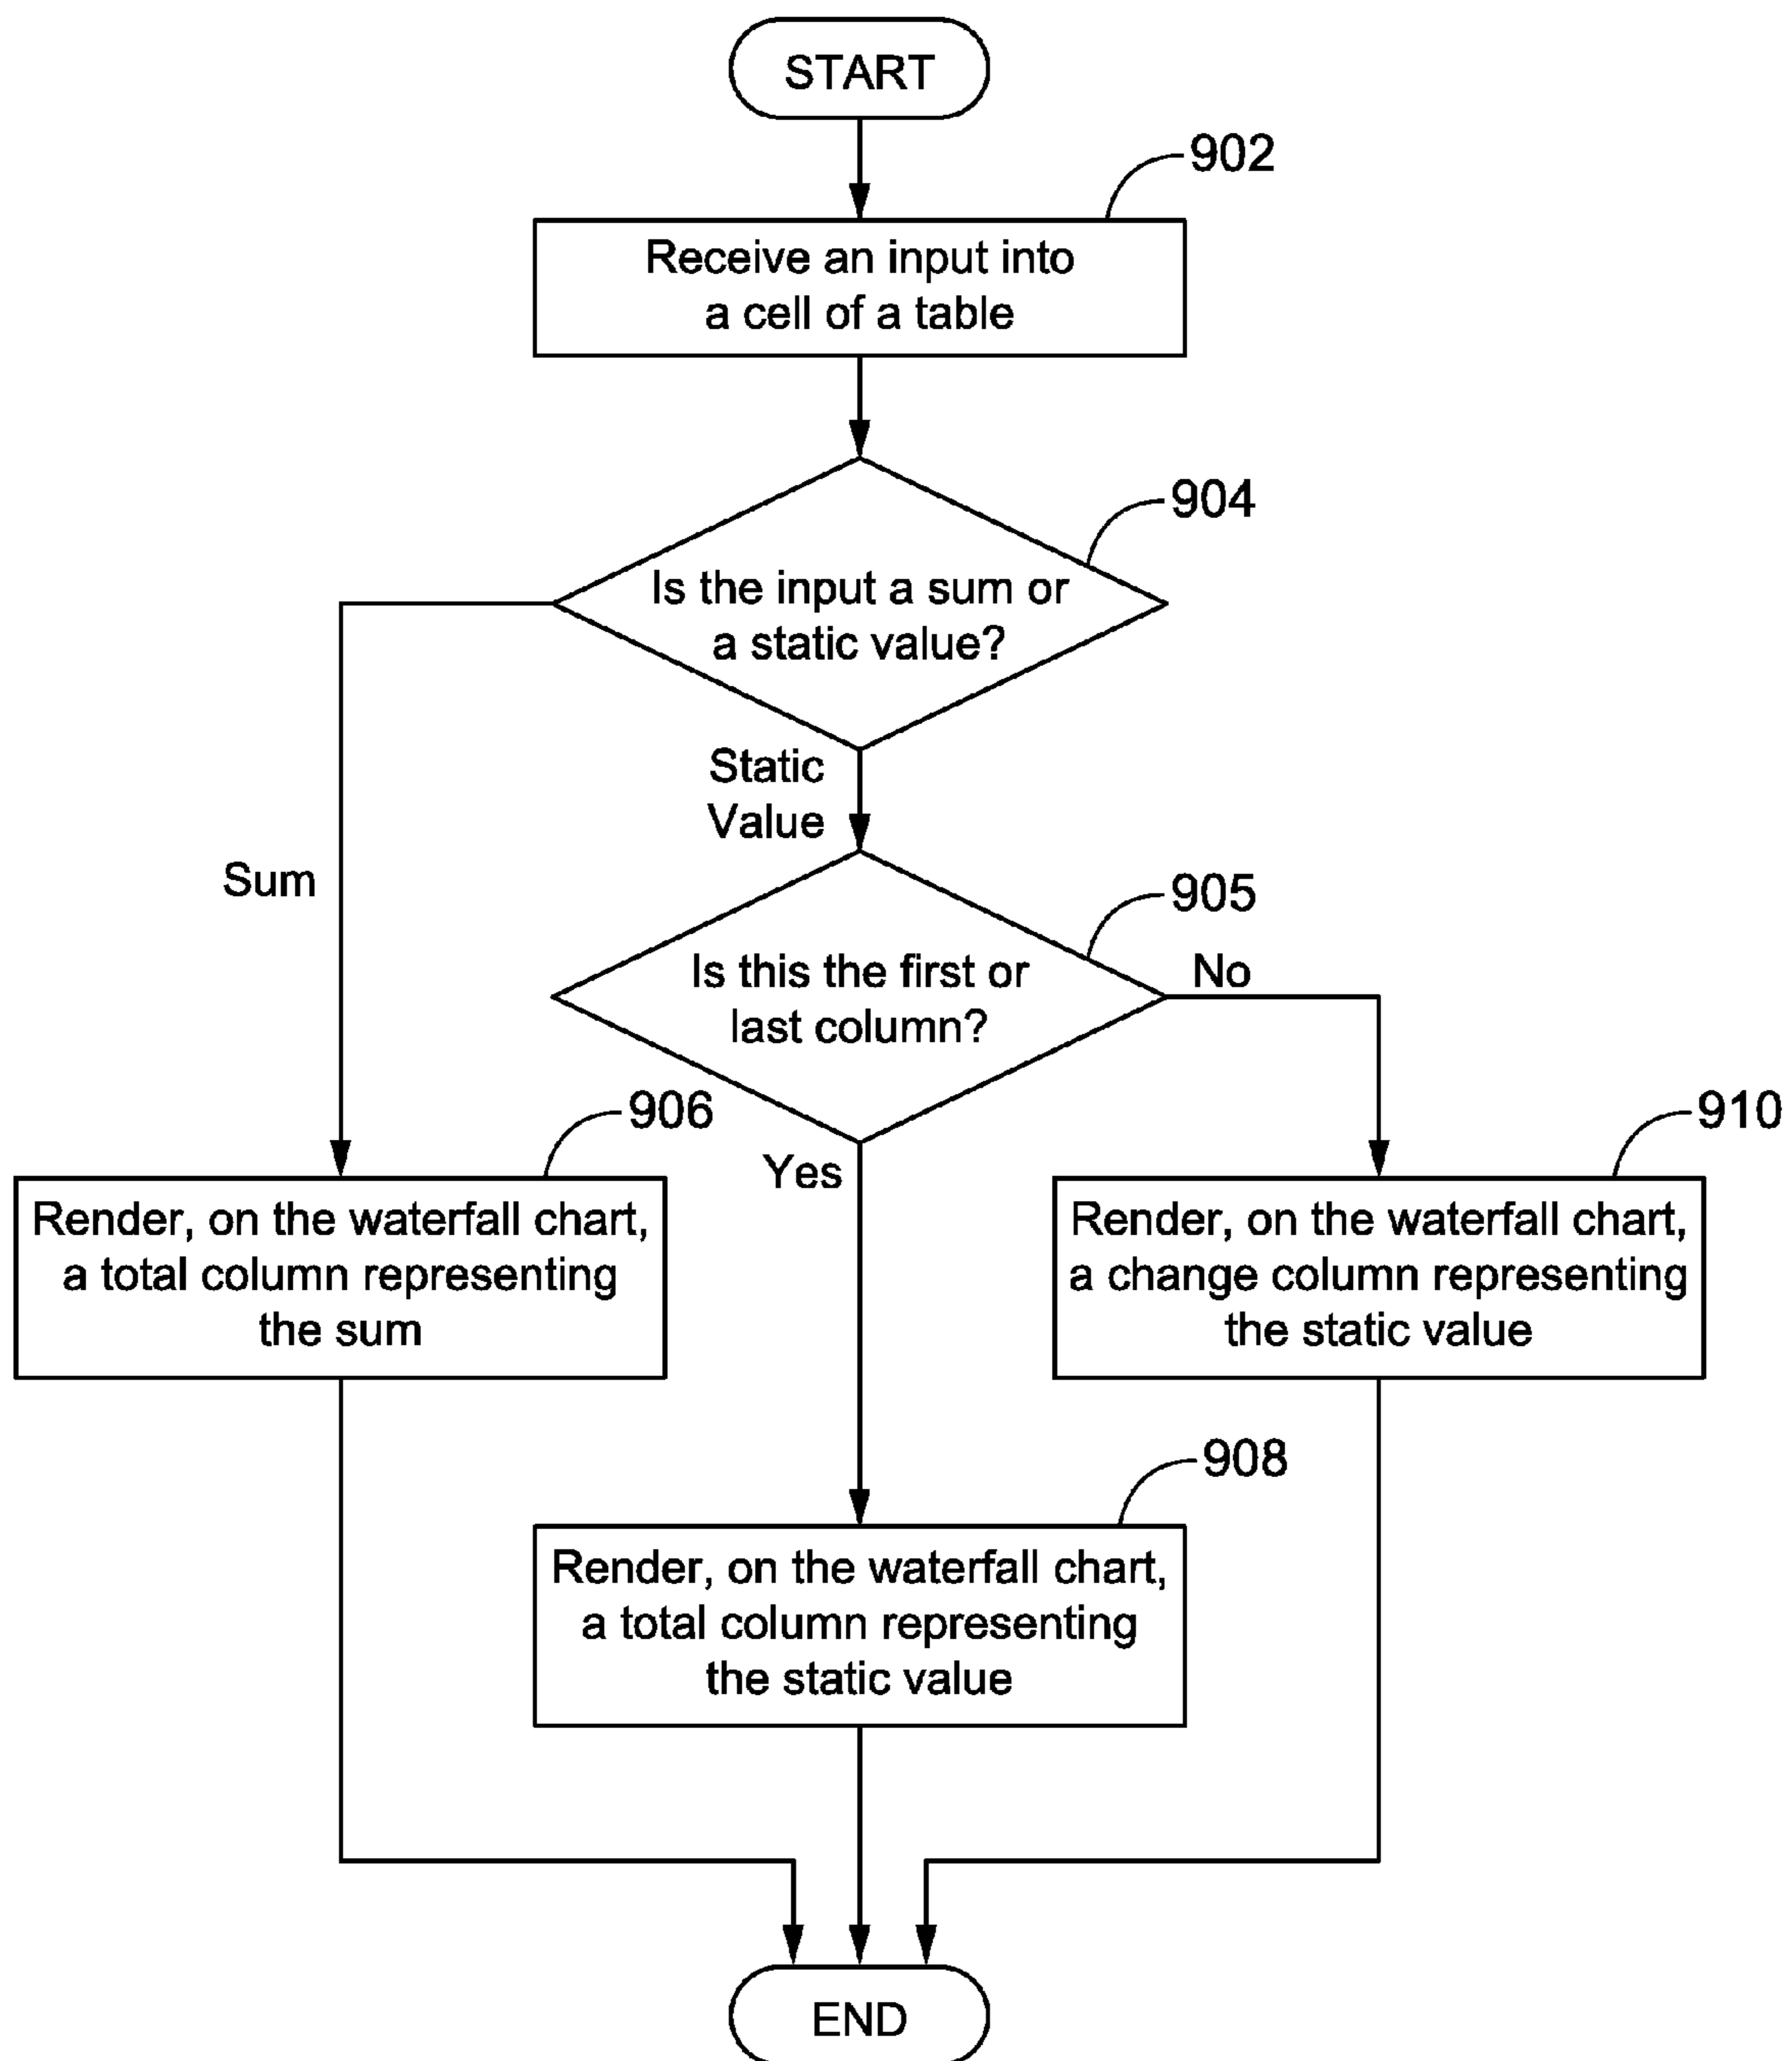 START
902
Receive an input into
a cell of a table
904
Is the input a sum or
a static value?
Static
Value
Sum
905
Is this the first or
last column?
No
906
910
Yes
Render, on the waterfall chart,
a total column representing
the sum
Render, on the waterfall chart,
a change column representing
the static value
908
Render, on the waterfall chart,
a total column representing
the static value
END